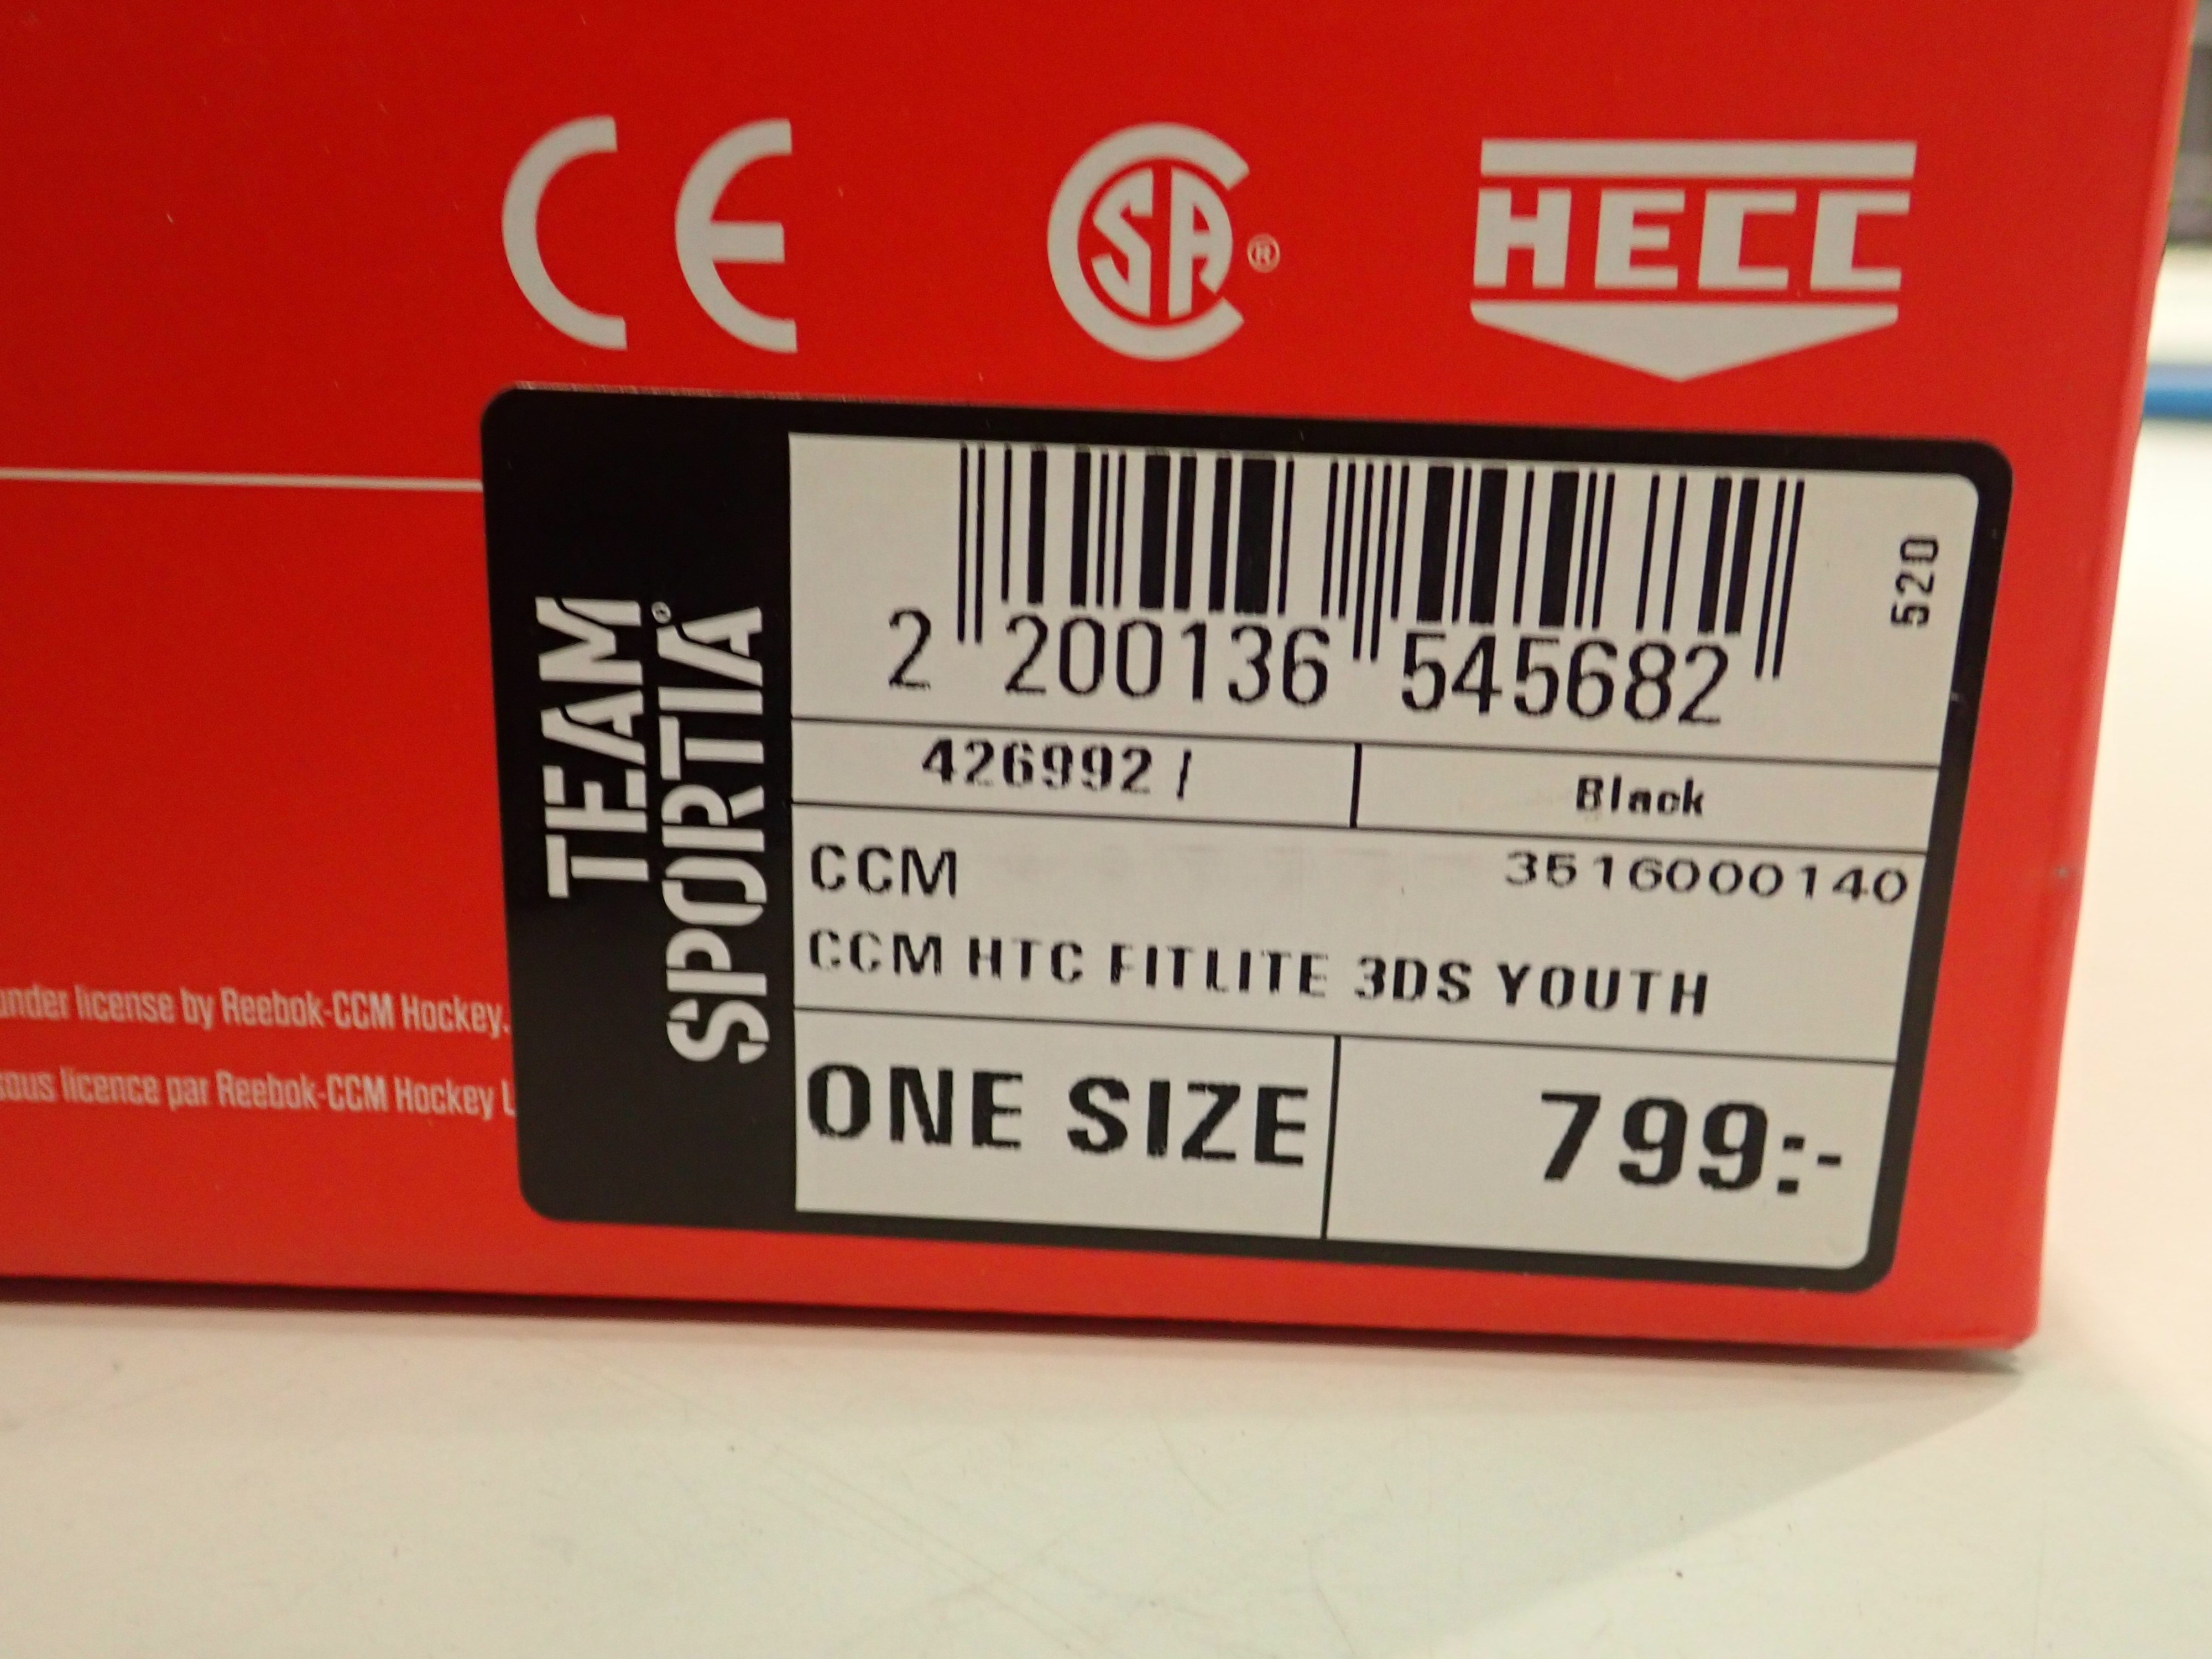 CE
CSA®
HECC
TEAM
SPORTIA®
520
2 200136 545682
426992 /
Black
CCM
3516000140
CCM HTC FITLITE 3DS YOUTH
ONE SIZE
799:-
under license by Reebok-CCM Hockey.
sous licence par Reebok-CCM Hockey L